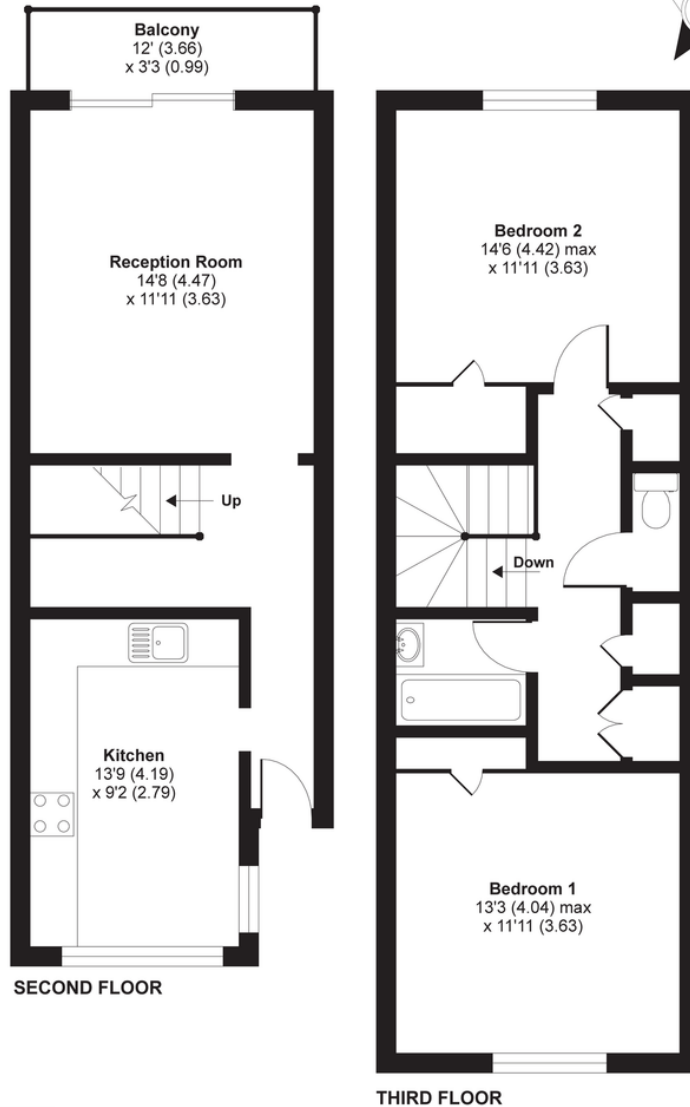 Balcony
12' (3.66)
x 3'3 (0.99)
Reception Room
14'8 (4.47)
x 11'11 (3.63)
Up
Kitchen
13'9 (4.19)
x 9'2 (2.79)
SECOND FLOOR
Bedroom 2
14'6 (4.42) max
x 11'11 (3.63)
Down
Bedroom 1
13'3 (4.04) max
x 11'11 (3.63)
THIRD FLOOR